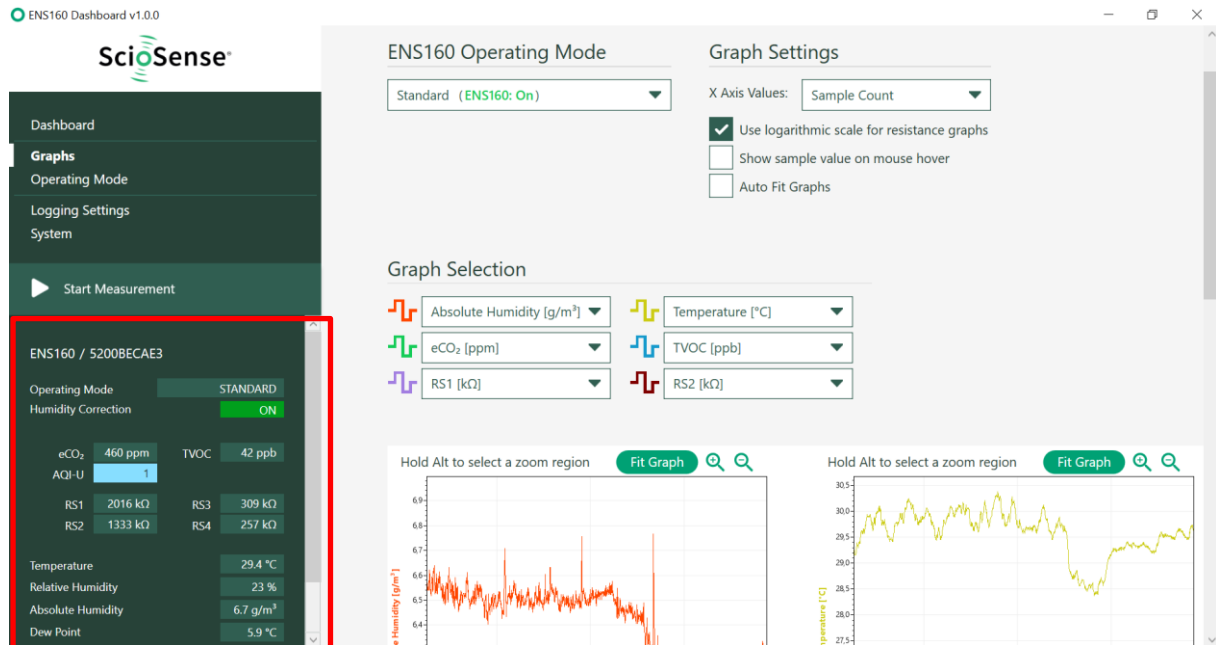 ENS160 Dashboard v1.0.0
ScioSense
Dashboard
Graphs
Operating Mode
Logging Settings
System
Start Measurement
ENS160 / 5200BECAE3
Operating Mode STANDARD
Humidity Correction ON
eCO₂ 460 ppm TVOC 42 ppb
AQI-U 1
RS1 2016 kΩ RS3 309 kΩ
RS2 1333 kΩ RS4 257 kΩ
Temperature 29.4 °C
Relative Humidity 23 %
Absolute Humidity 6.7 g/m³
Dew Point 5.9 °C
ENS160 Operating Mode
Standard (ENS160: On)
Graph Settings
X Axis Values: Sample Count
Use logarithmic scale for resistance graphs
Show sample value on mouse hover
Auto Fit Graphs
Graph Selection
Absolute Humidity [g/m³] Temperature [°C]
eCO₂ [ppm] TVOC [ppb]
RS1 [kΩ] RS2 [kΩ]
Hold Alt to select a zoom region Fit Graph
6,9
6,8
6,7
6,6
6,5
6,4
Humidity [g/m³]
Hold Alt to select a zoom region Fit Graph
30,5
30,0
29,5
29,0
28,5
28,0
27,5
[°C]